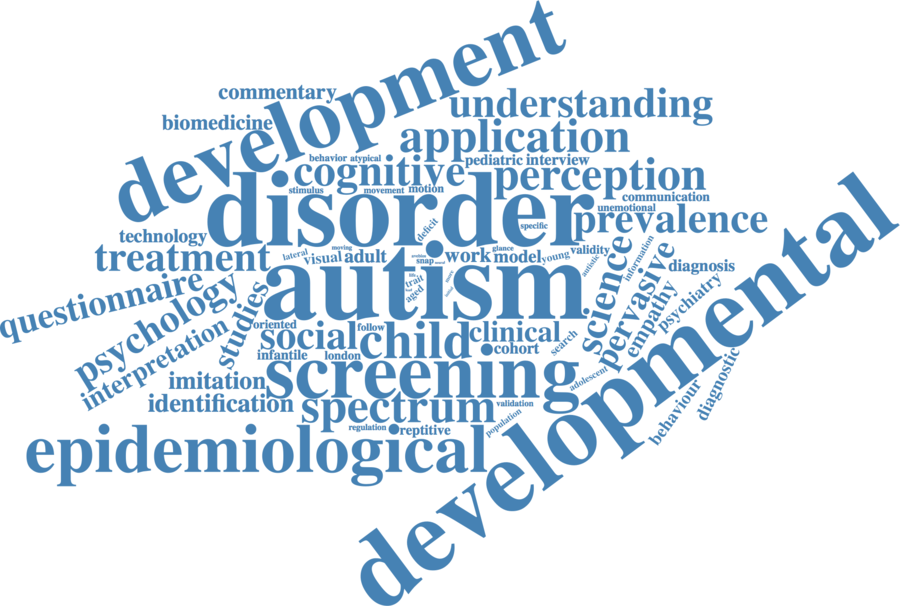 development
commentary
understanding
biomedicine
application
behavior
atypical
cognitive
pediatric
interview
perception
stimulus
movement
motion
communication
disorder
unemotional
specific
prevalence
deficit
technology
treatment
lateral
moving
visual
adult
snap
work
glance
model
young
validity
autistic
science
information
pervasive
diagnosis
autism
trait
aged
questionnaire
psychology
studies
empathy
psychiatry
interpretation
oriented
social
follow
child
clinical
search
infantile
london
cohort
imitation
screening
adolescent
developmental
diagnostic
behaviour
identification
spectrum
validation
population
regulation
reptitive
epidemiological